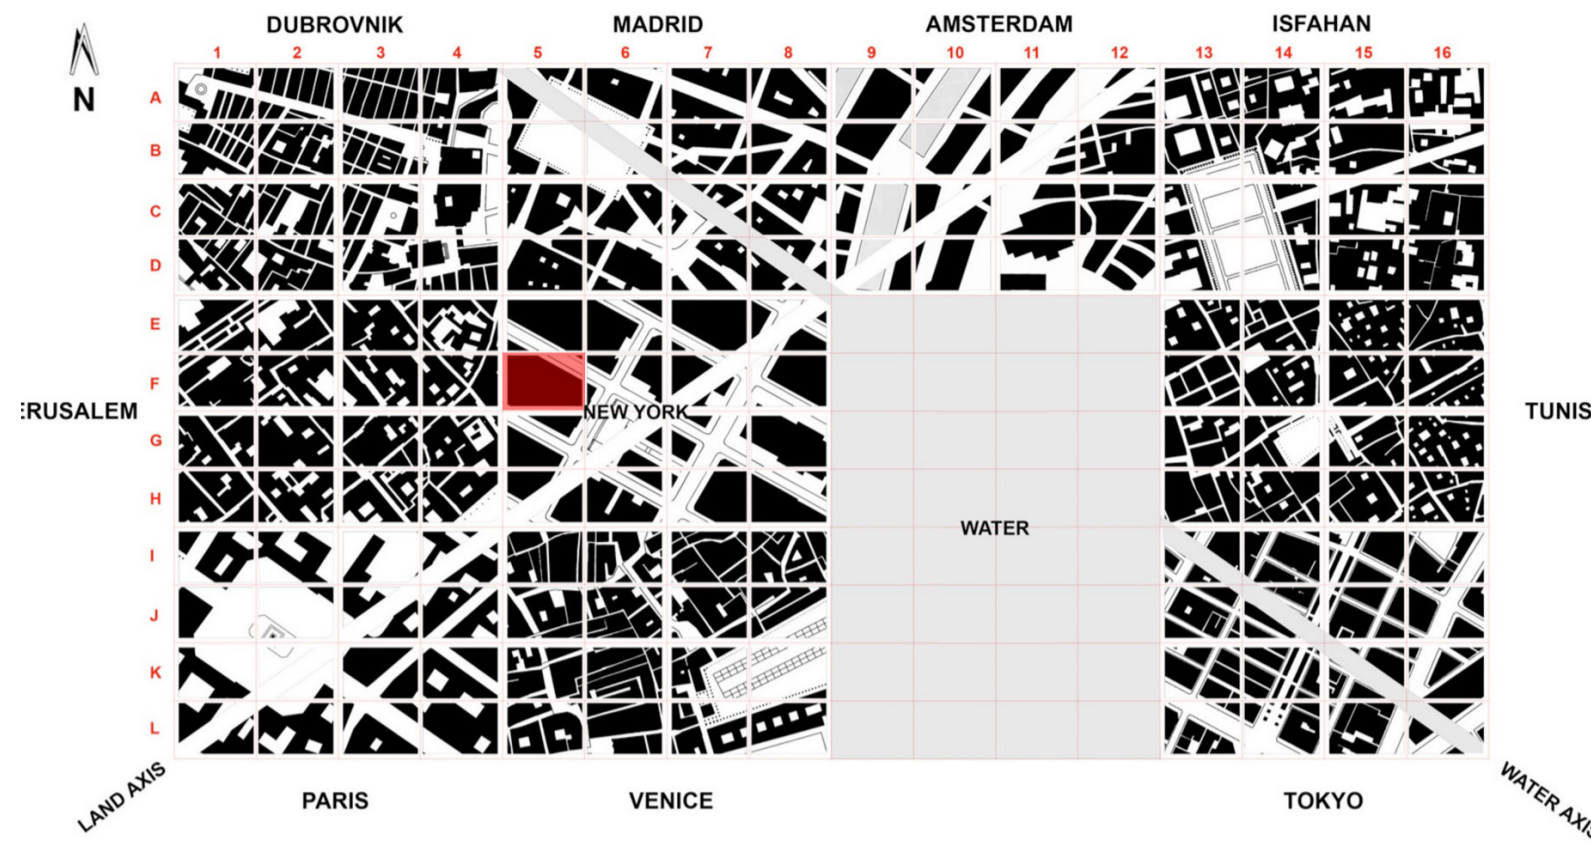 DUBROVNIK MADRID AMSTERDAM ISFAHAN
1 2 3 4 5 6 7 8 9 10 11 12 13 14 15 16
N
A
B
C
D
E
F
ERUSALEM NEW YORK TUNIS
G
H
WATER
I
J
K
L
LAND AXIS
WATER AXIS
PARIS VENICE TOKYO